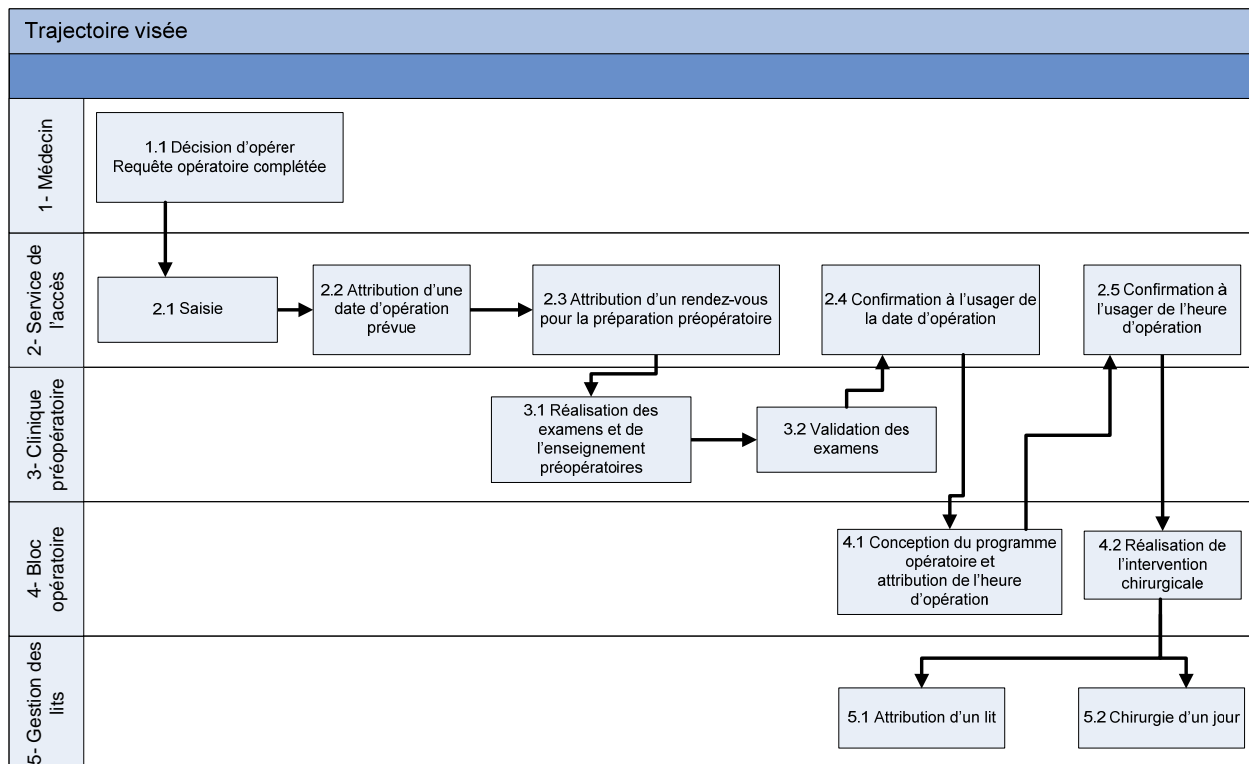 Trajectoire visée
1- Médecin
1.1 Décision d'opérer
Requête opératoire complétée
2- Service de
l'accès
2.1 Saisie
2.2 Attribution d'une
date d'opération
prévue
2.3 Attribution d'un rendez-vous
pour la préparation préopératoire
2.4 Confirmation à l'usager de
la date d'opération
2.5 Confirmation à
l'usager de l'heure
d'opération
3- Clinique
préopératoire
3.1 Réalisation des
examens et de
l'enseignement
préopératoires
3.2 Validation des
examens
4- Bloc
opératoire
4.1 Conception du programme
opératoire et
attribution de l'heure
d'opération
4.2 Réalisation de
l'intervention
chirurgicale
5- Gestion des
lits
5.1 Attribution d'un lit
5.2 Chirurgie d'un jour